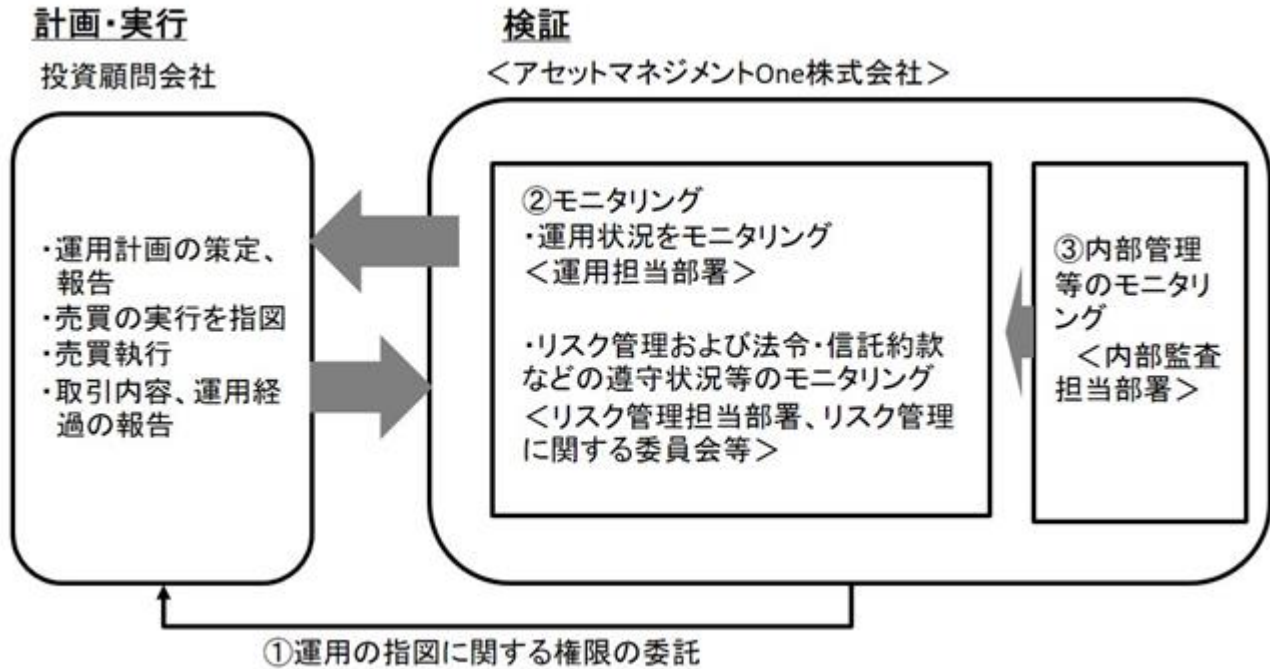 計画・実行
投資顧問会社
・運用計画の策定、
報告
・売買の実行を指図
・売買執行
・取引内容、運用経
過の報告
検証
＜アセットマネジメントOne株式会社＞
②モニタリング
・運用状況をモニタリング
＜運用担当部署＞
・リスク管理および法令・信託約款
などの遵守状況等のモニタリング
＜リスク管理担当部署、リスク管理
に関する委員会等＞
③内部管理
等のモニタリ
ング
＜内部監査
担当部署＞
①運用の指図に関する権限の委託